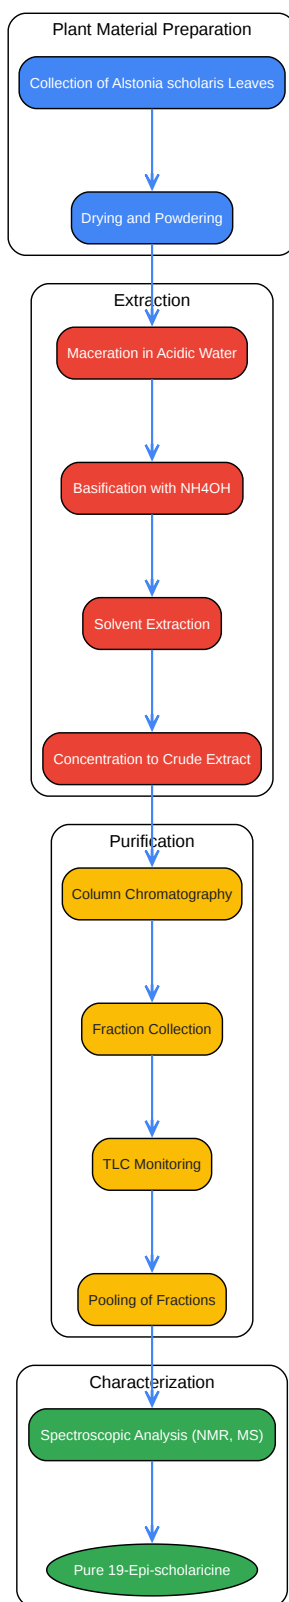 Plant Material Preparation
Collection of Alstonia scholaris Leaves
Drying and Powdering
Extraction
Maceration in Acidic Water
Basification with NH4OH
Solvent Extraction
Concentration to Crude Extract
Purification
Column Chromatography
Fraction Collection
TLC Monitoring
Pooling of Fractions
Characterization
Spectroscopic Analysis (NMR, MS)
Pure 19-Epi-scholaricine